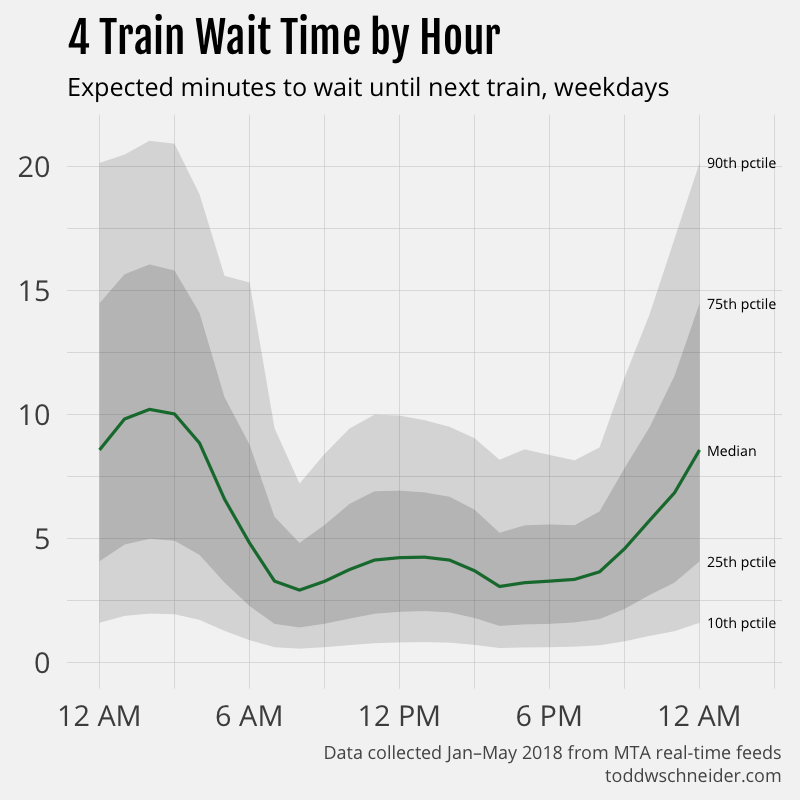 4 Train Wait Time by Hour
Expected minutes to wait until next train, weekdays
20
90th pctile
15
75th pctile
10
Median
5
25th pctile
10th pctile
0
12 AM 6 AM 12 PM 6 PM 12 AM
Data collected Jan–May 2018 from MTA real-time feeds
toddwschneider.com